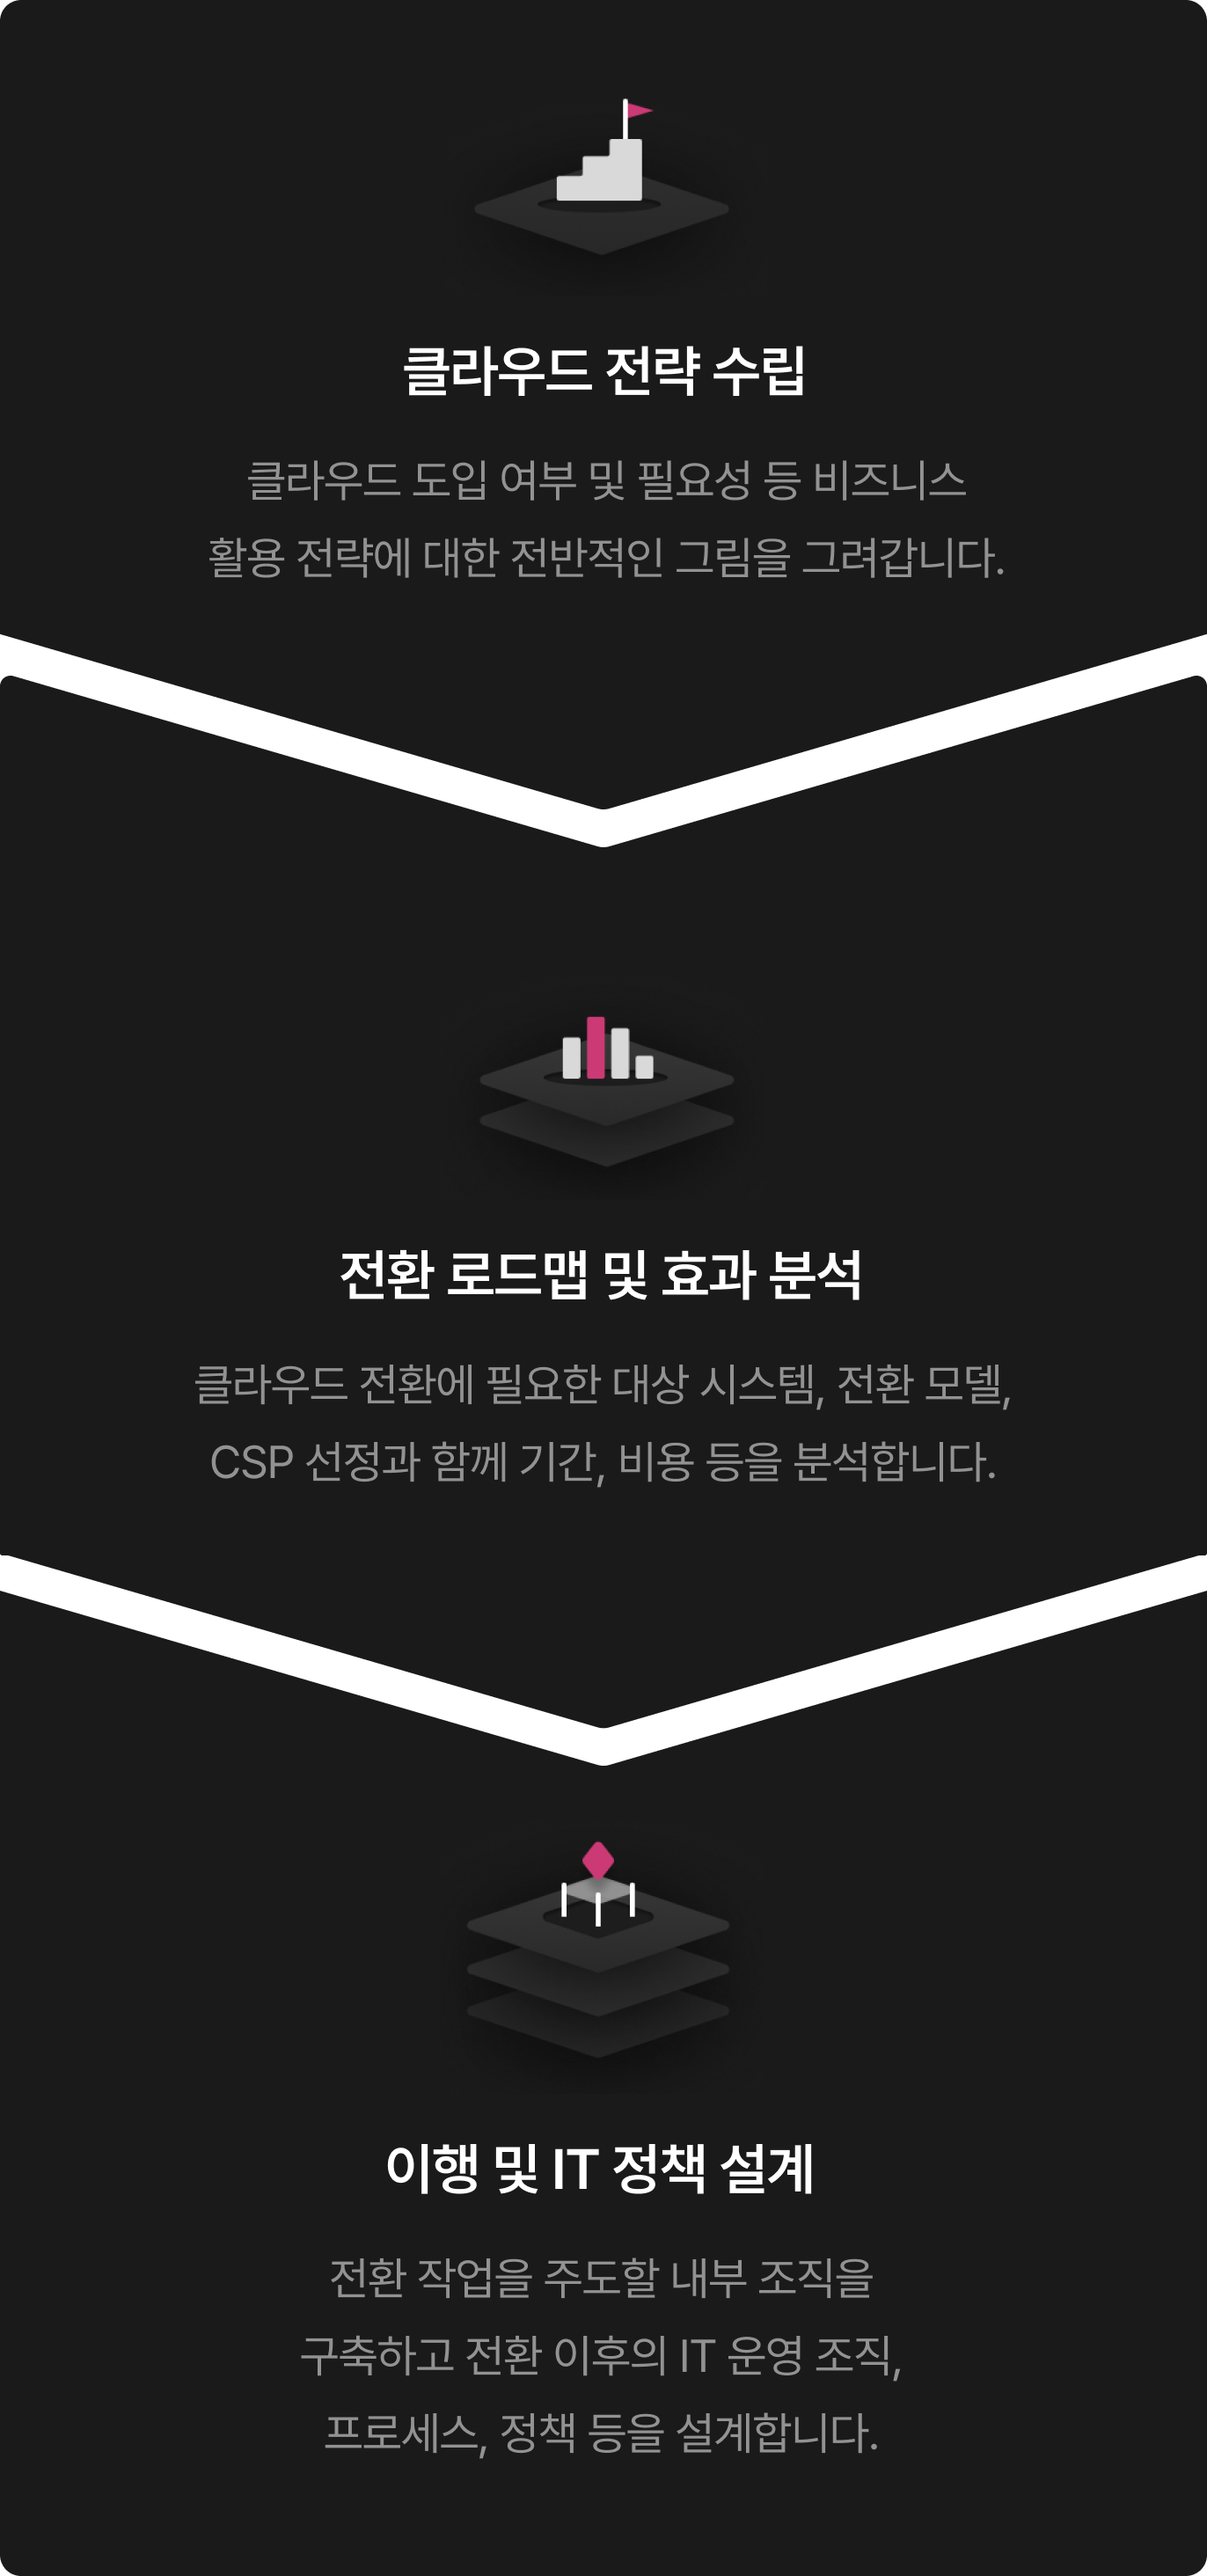 클라우드 전략 수립
클라우드 도입 여부 및 필요성 등 비즈니스
활용 전략에 대한 전반적인 그림을 그려갑니다.
전환 로드맵 및 효과 분석
클라우드 전환에 필요한 대상 시스템, 전환 모델,
CSP 선정과 함께 기간, 비용 등을 분석합니다.
이행 및 IT 정책 설계
전환 작업을 주도할 내부 조직을
구축하고 전환 이후의 IT 운영 조직,
프로세스, 정책 등을 설계합니다.